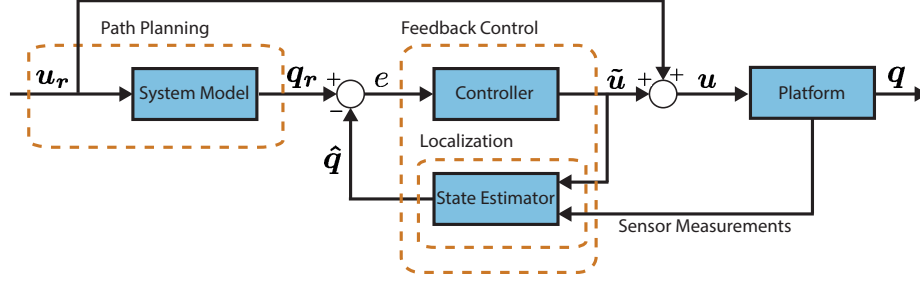 Path Planning
Feedback Control
u_r
System Model
q_r
+
−
e
Controller
ũ
+
+
u
Platform
q
q̂
Localization
State Estimator
Sensor Measurements